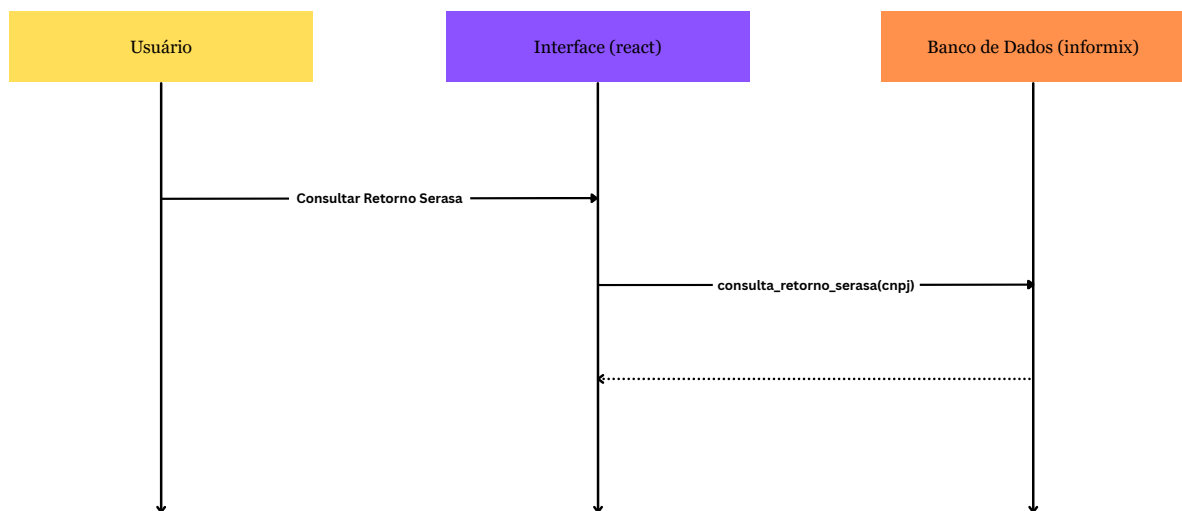 Usuário
Interface (react)
Banco de Dados (informix)
Consultar Retorno Serasa
consulta_retorno_serasa(cnpj)